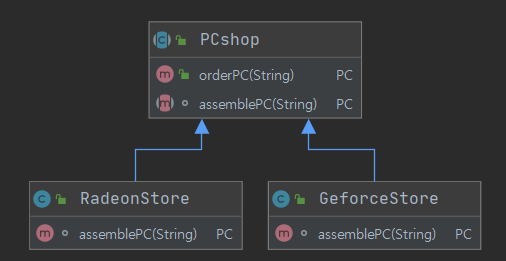 PCshop
orderPC(String) PC
assemblePC(String) PC
RadeonStore
assemblePC(String) PC
GeforceStore
assemblePC(String) PC